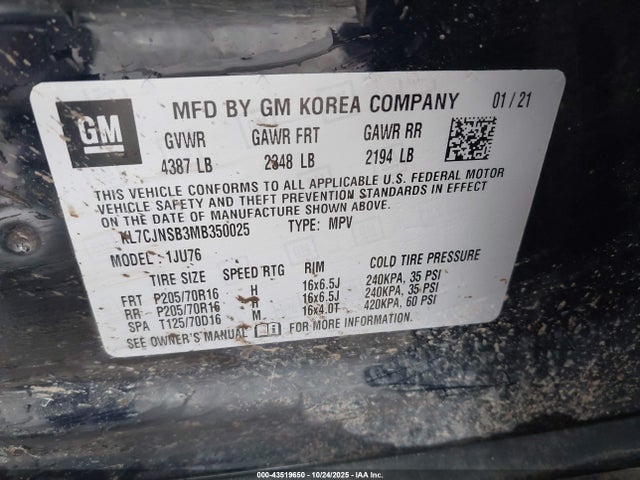 GM
MFD BY GM KOREA COMPANY 01 / 21
GVWR GAWR FRT GAWR RR
4387 LB 2348 LB 2194 LB
THIS VEHICLE CONFORMS TO ALL APPLICABLE U.S. FEDERAL MOTOR
VEHICLE SAFETY AND THEFT PREVENTION STANDARDS IN EFFECT
ON THE DATE OF MANUFACTURE SHOWN ABOVE.
KL7CJNSB3MB350025 TYPE: MPV
MODEL : 1JU76
TIRE SIZE SPEED RTG RIM COLD TIRE PRESSURE
FRT P205/70R16 H 16x6.5J 240KPA, 35 PSI
RR P205/70R16 H 16x6.5J 240KPA, 35 PSI
SPA T125/70D16 M 16x4.0T 420KPA, 60 PSI
SEE OWNER'S MANUAL FOR MORE INFORMATION.
000-43519650 - 10/24/2025 - IAA Inc.